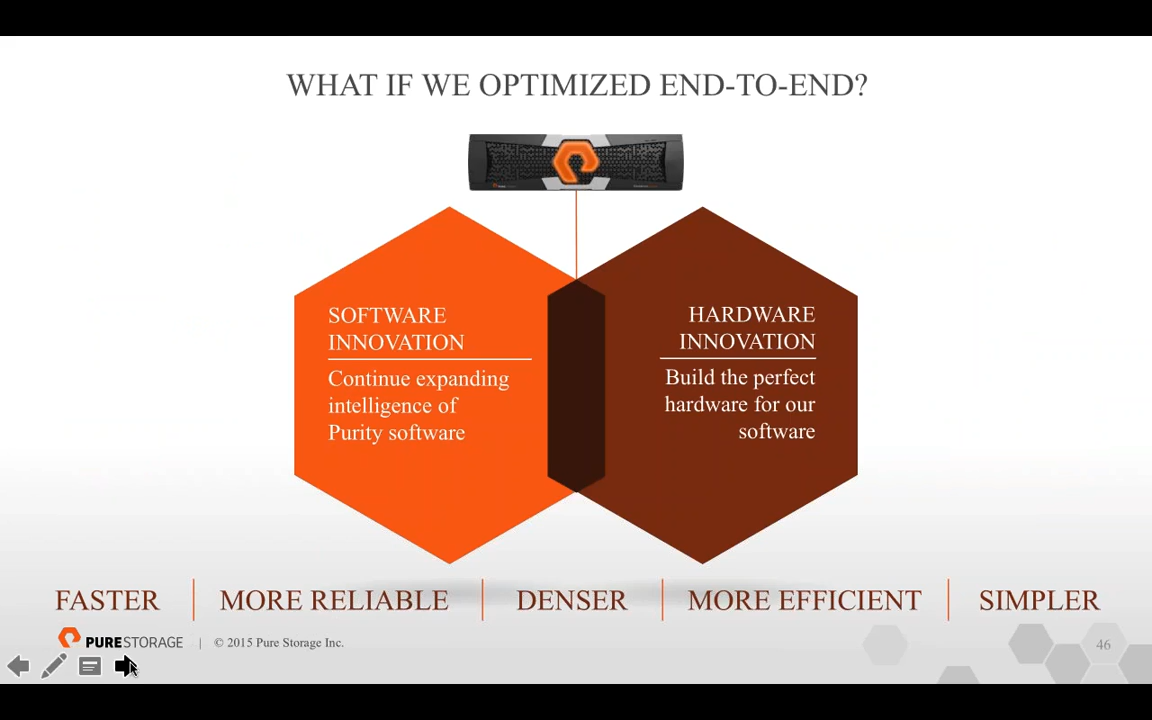 WHAT IF WE OPTIMIZED END-TO-END?
SOFTWARE
INNOVATION
Continue expanding
intelligence of
Purity software
HARDWARE
INNOVATION
Build the perfect
hardware for our
software
FASTER | MORE RELIABLE | DENSER | MORE EFFICIENT | SIMPLER
PURESTORAGE | © 2015 Pure Storage Inc.
46